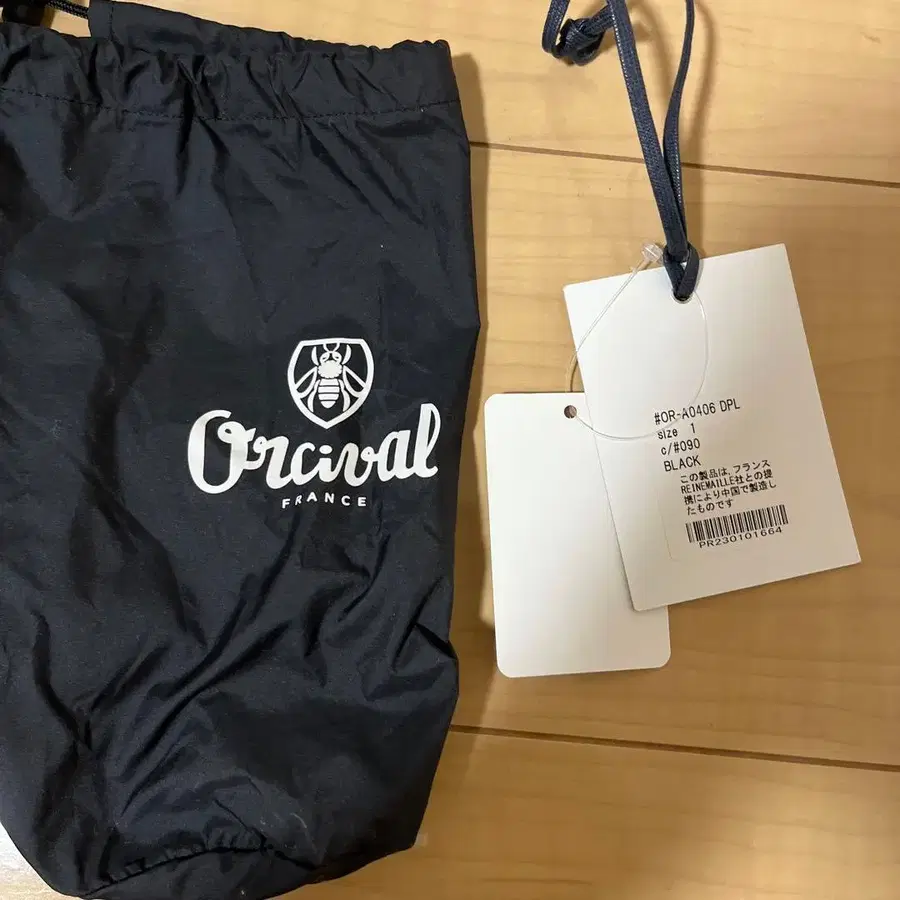 Orcival
FRANCE
#OR-A0406 DPL
size 1
c/#090
BLACK
この製品は、フランス
REINEMAILLE社との提
携により中国で製造し
たものです
PR230101664